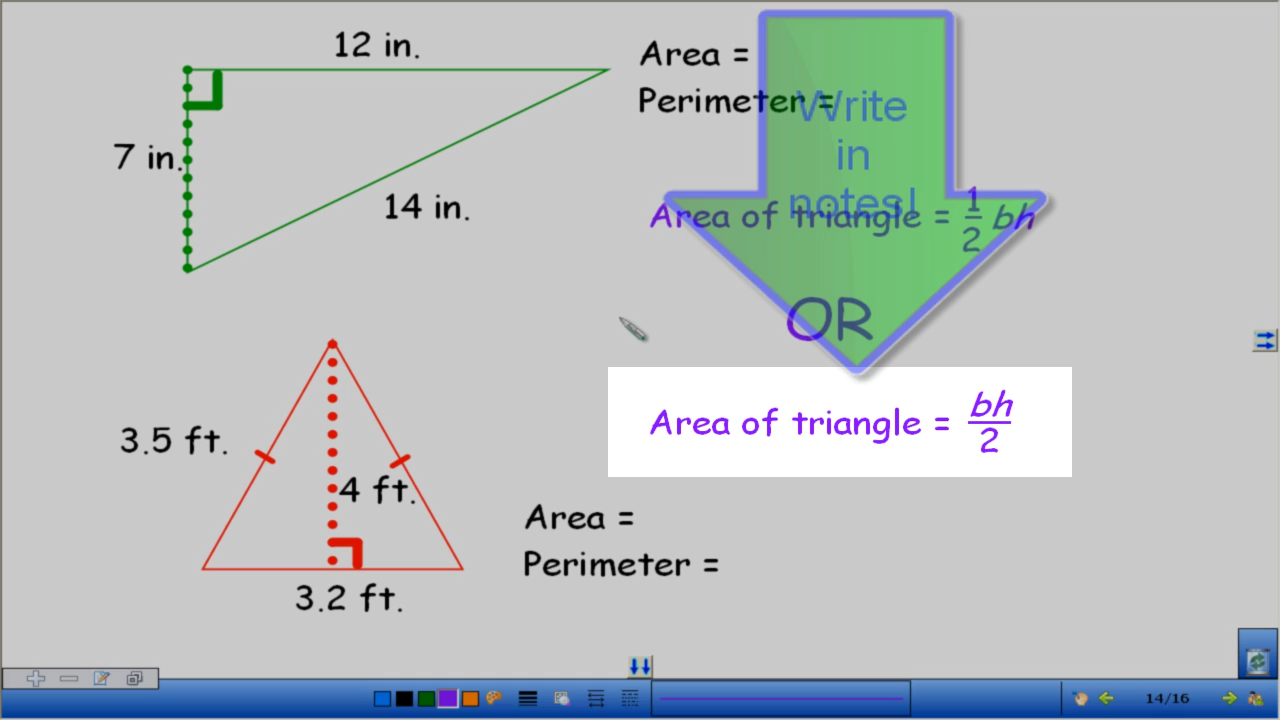 12 in.
7 in.
14 in.
Area =
Perimeter =
Write
in
notes!
Area of triangle = 1/2 bh
OR
Area of triangle = bh/2
3.5 ft.
4 ft.
3.2 ft.
Area =
Perimeter =
14/16